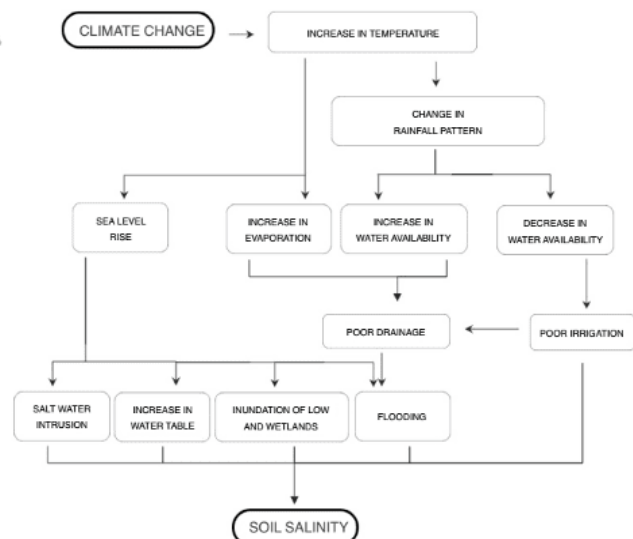 CLIMATE CHANGE
INCREASE IN TEMPERATURE
CHANGE IN
RAINFALL PATTERN
SEA LEVEL
RISE
INCREASE IN
EVAPORATION
INCREASE IN
WATER AVAILABILITY
DECREASE IN
WATER AVAILABILITY
POOR DRAINAGE
POOR IRRIGATION
SALT WATER
INTRUSION
INCREASE IN
WATER TABLE
INUNDATION OF LOW
AND WETLANDS
FLOODING
SOIL SALINITY